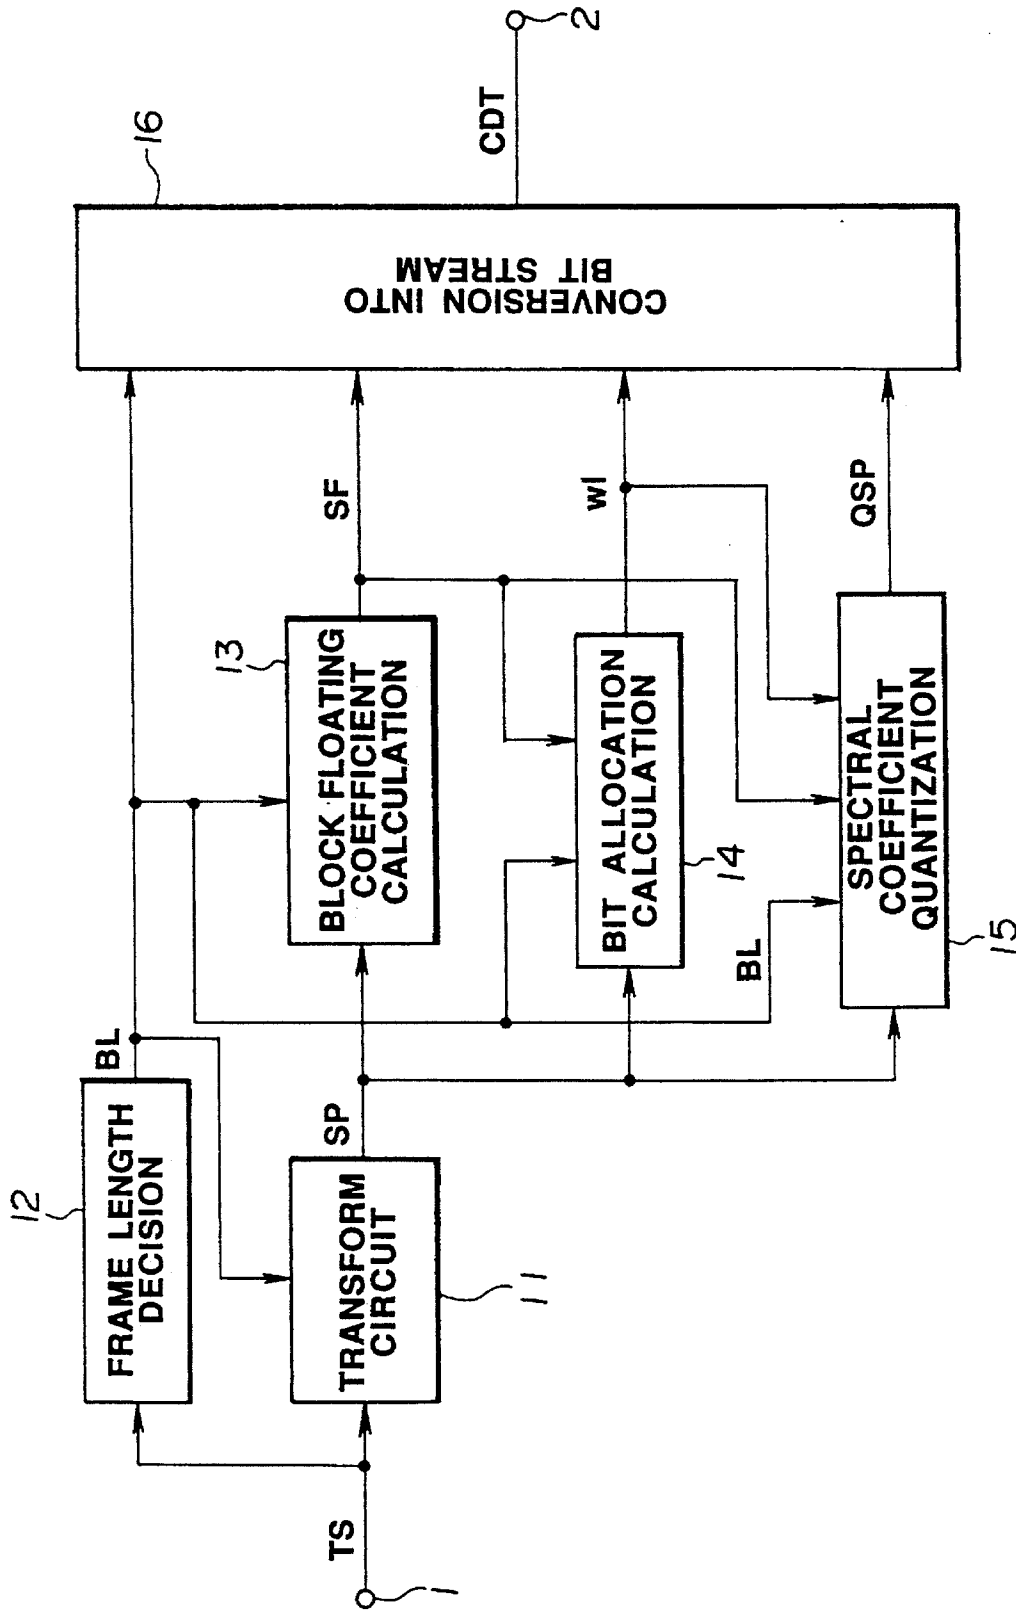 12
FRAME LENGTH
DECISION
BL
16
CONVERSION INTO
BIT STREAM
CDT
2
TS
1
TRANSFORM
CIRCUIT
11
SP
13
BLOCK FLOATING
COEFFICIENT
CALCULATION
SF
BIT ALLOCATION
CALCULATION
14
wl
BL
SPECTRAL
COEFFICIENT
QUANTIZATION
15
QSP